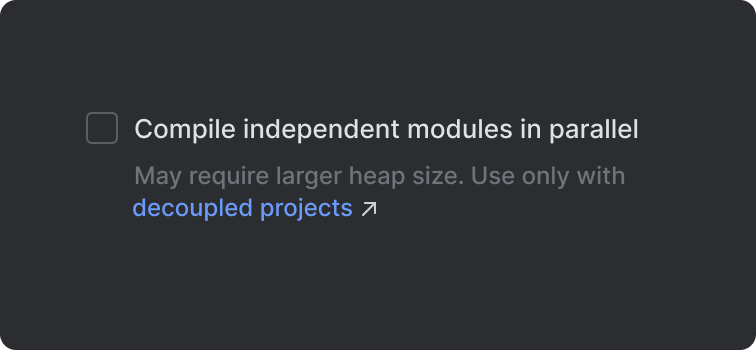 Compile independent modules in parallel
May require larger heap size. Use only with
decoupled projects